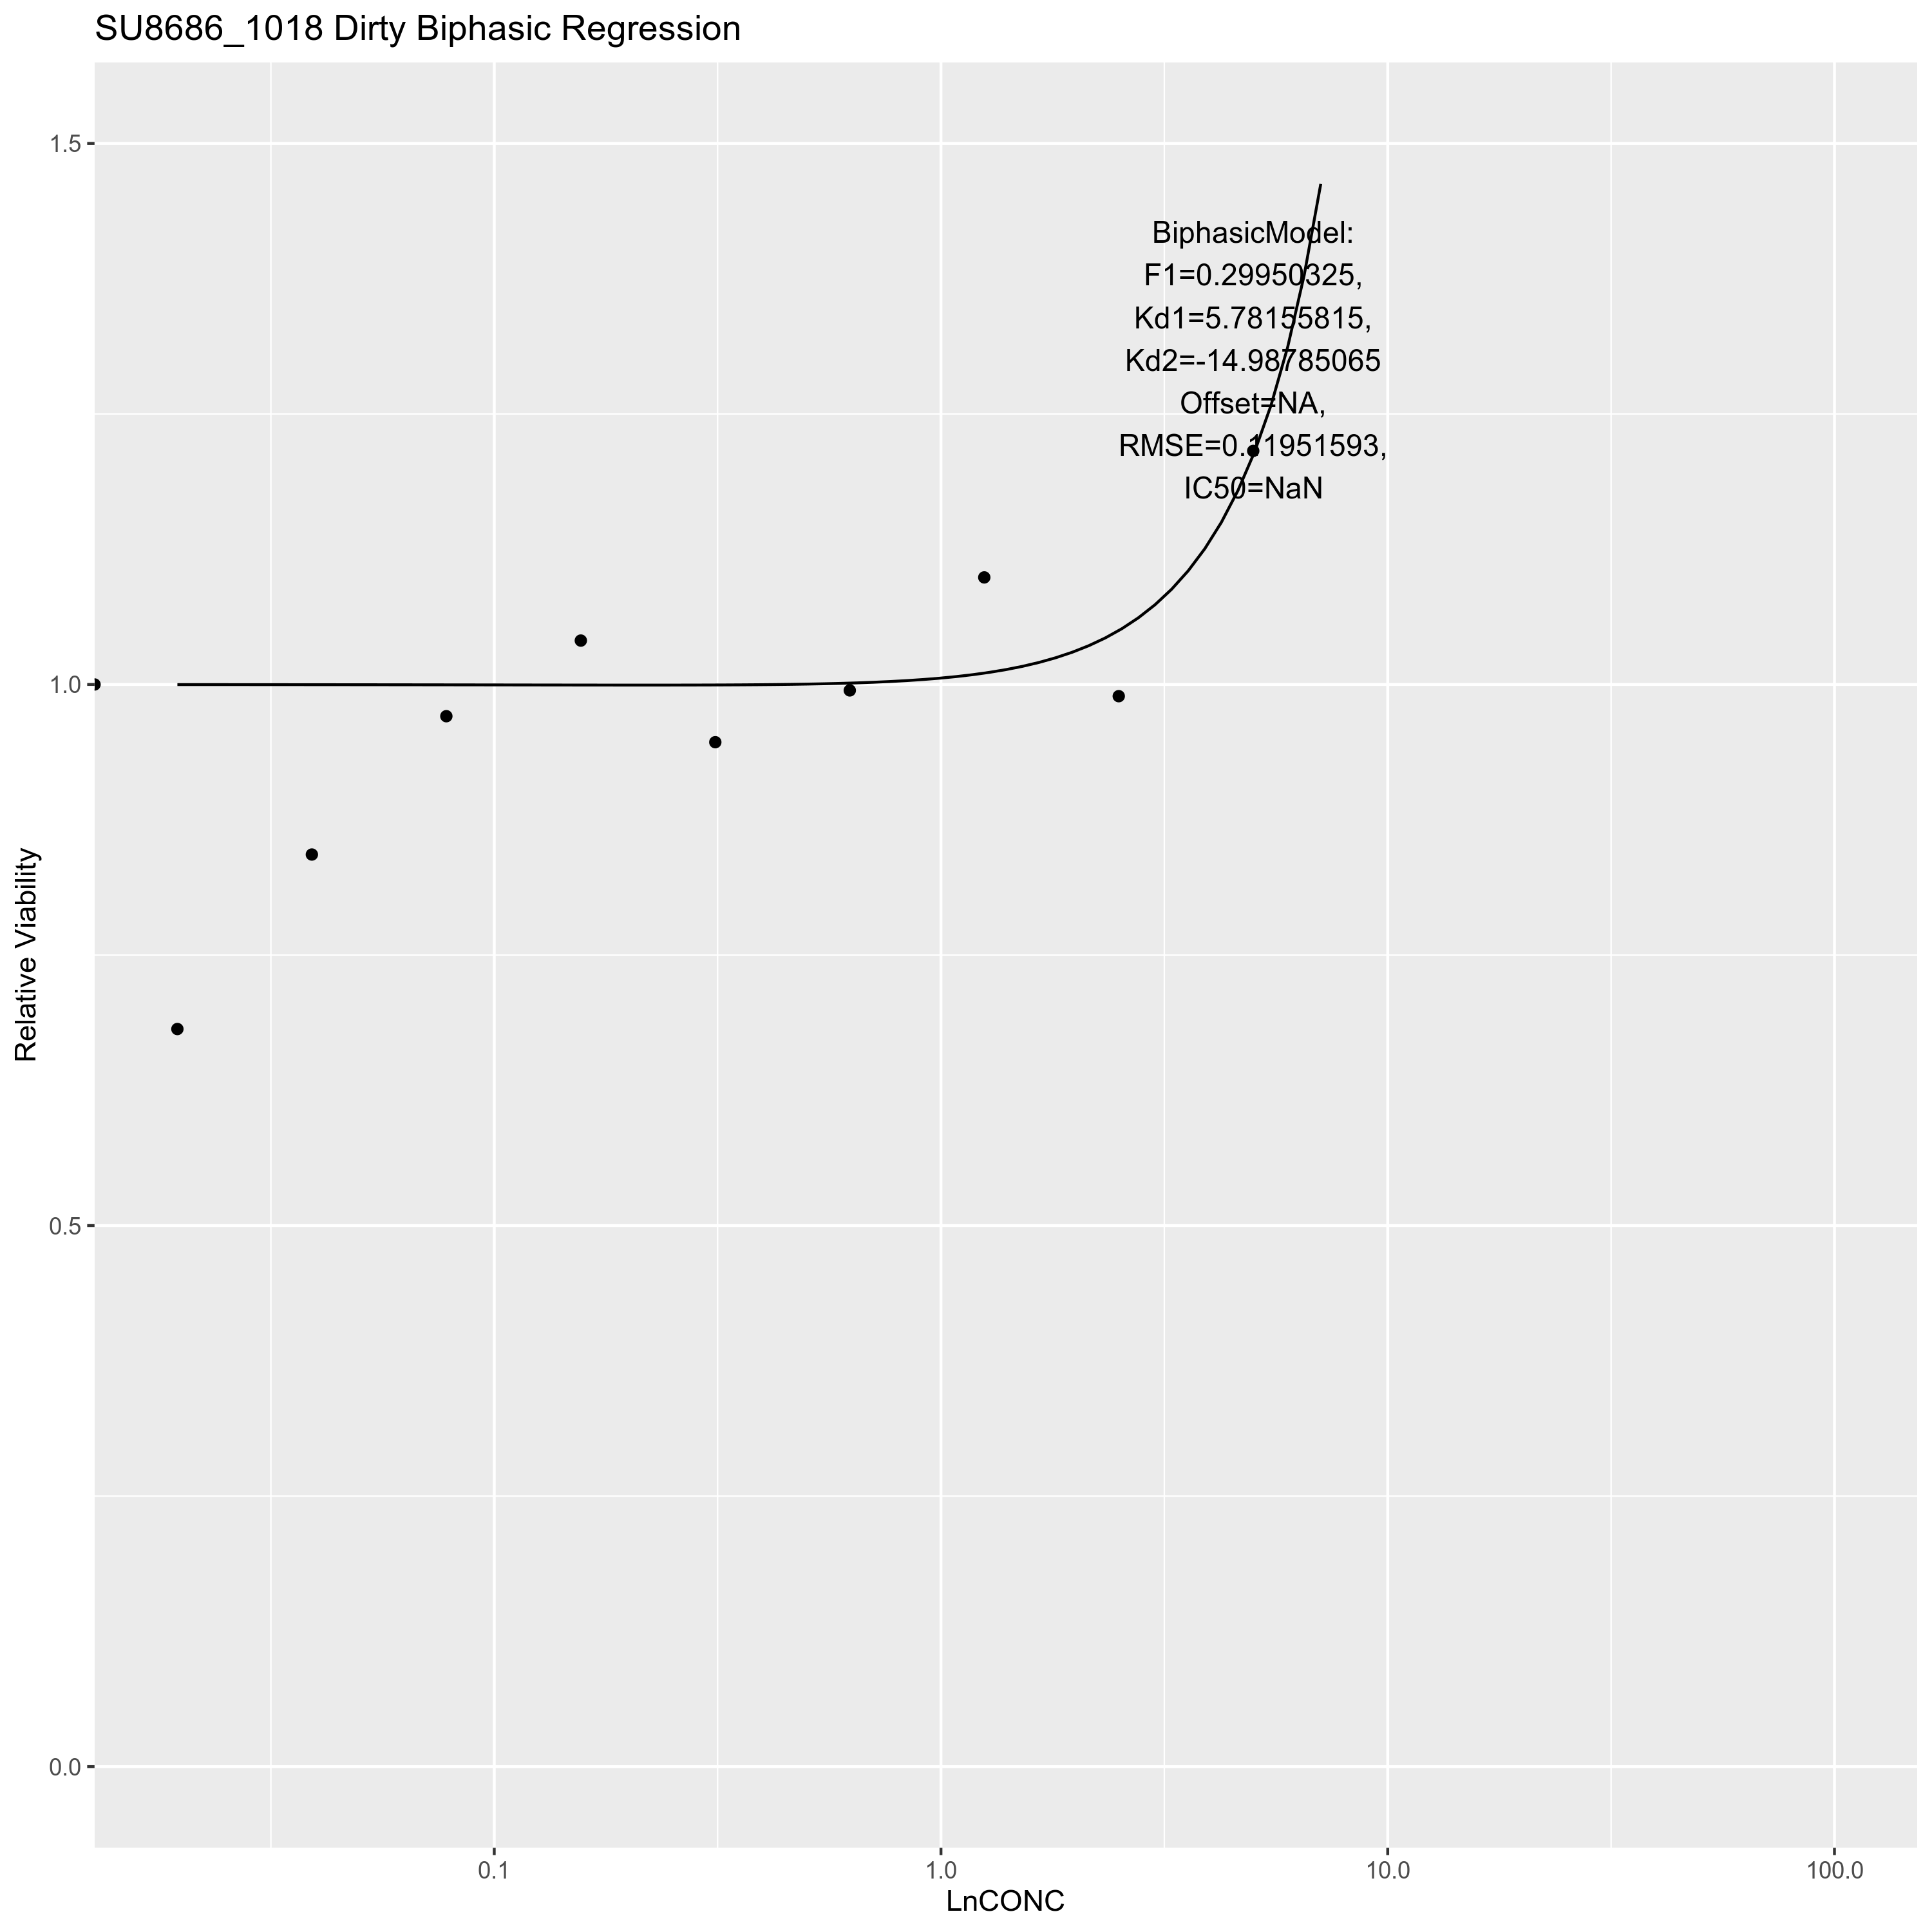 SU8686_1018 Dirty Biphasic Regression
1.5
1.0
0.5
0.0
Relative Viability
BiphasicModel:
F1=0.29950325,
Kd1=5.78155815,
Kd2=-14.98785065
Offset=NA,
RMSE=0.11951593,
IC50=NaN
0.1
1.0
10.0
100.0
LnCONC